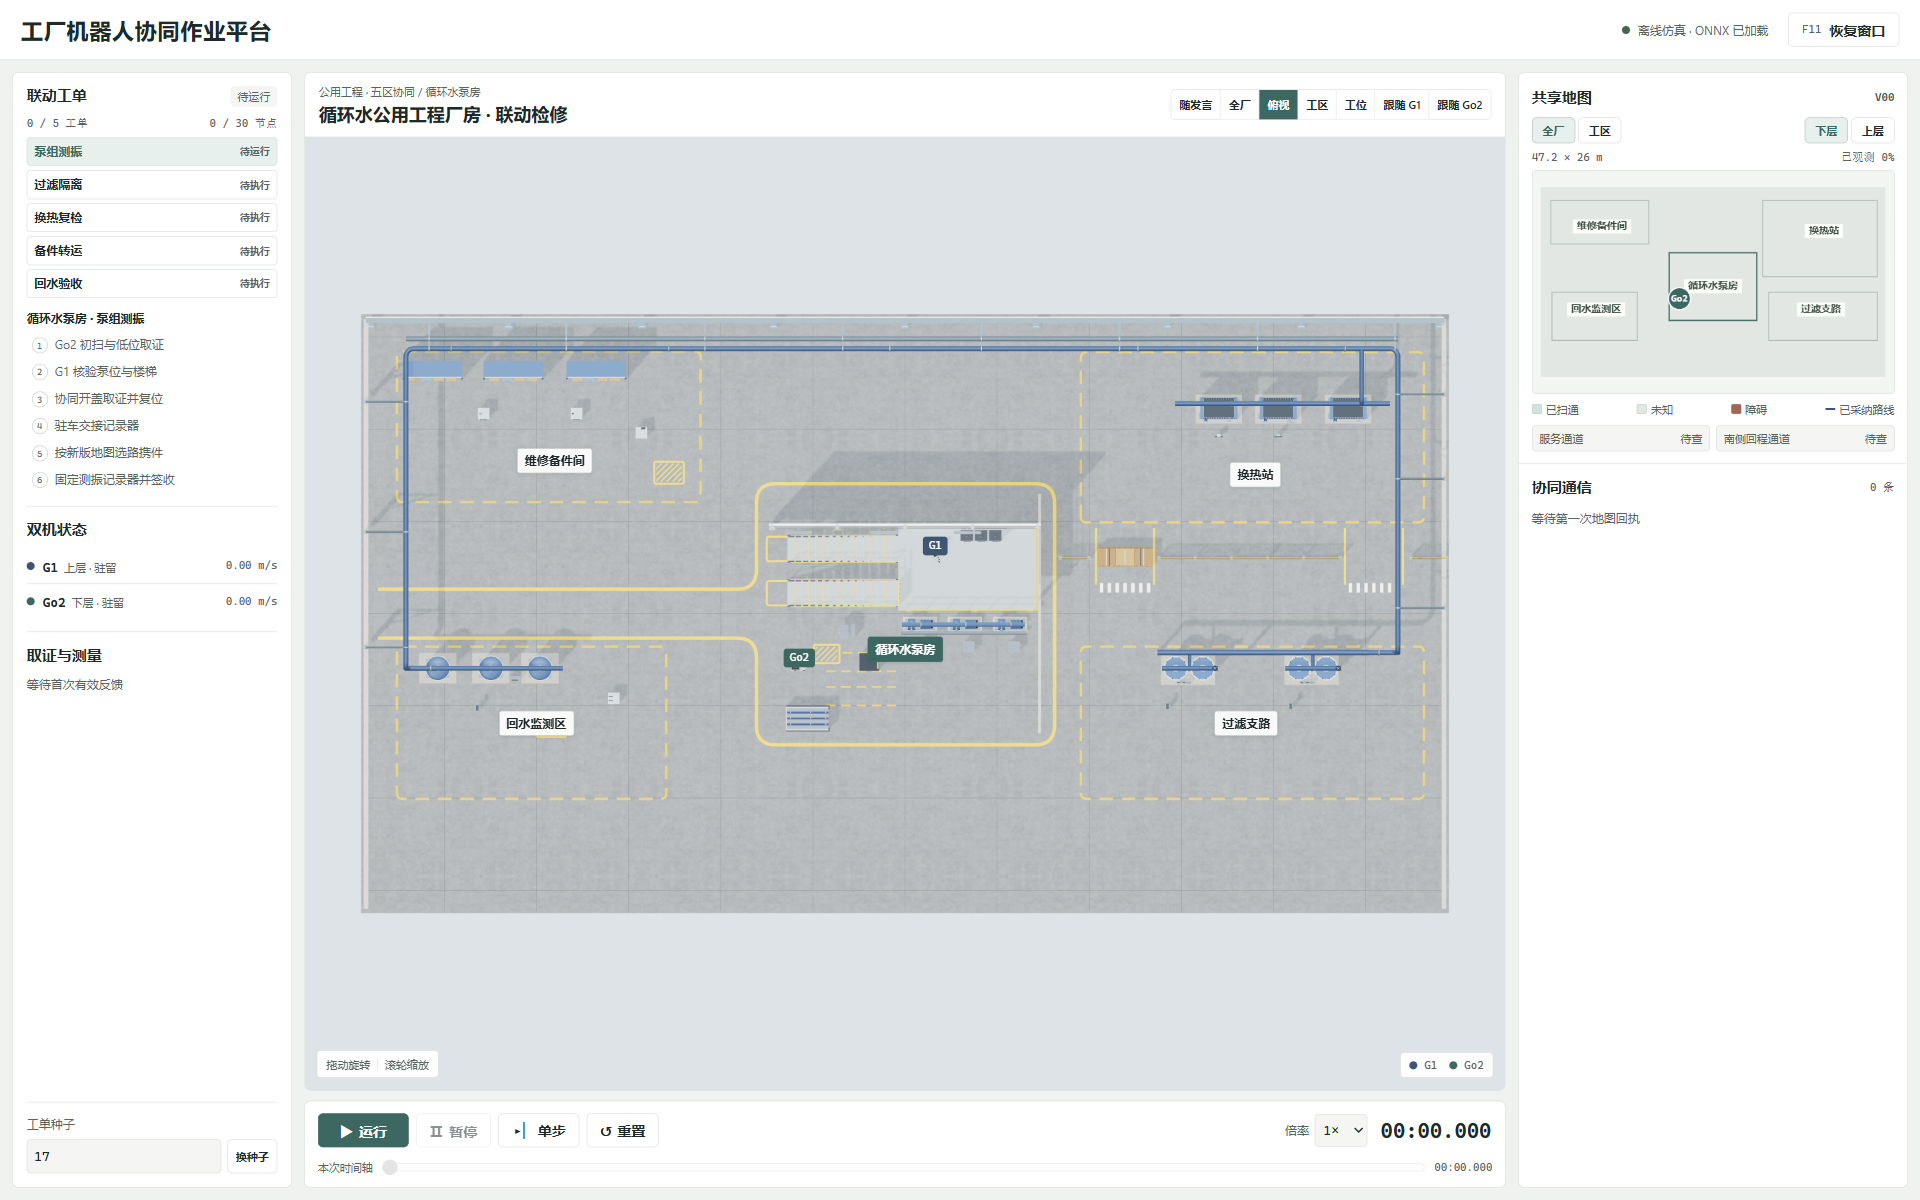 工厂机器人协同作业平台
离线仿真 · ONNX 已加载
F11 恢复窗口
联动工单
待运行
0 / 5 工单
0 / 30 节点
泵组测振 待运行
过滤隔离 待执行
换热复检 待执行
备件转运 待执行
回水验收 待执行
循环水泵房 · 泵组测振
1 Go2 初扫与低位取证
2 G1 核验泵位与楼梯
3 协同开盖取证并复位
4 驻车交接记录器
5 按新版地图选路携件
6 固定测振记录器并签收
双机状态
G1 上层 · 驻留 0.00 m/s
Go2 下层 · 驻留 0.00 m/s
取证与测量
等待首次有效反馈
工单种子
17
换种子
公用工程 · 五区协同 / 循环水泵房
循环水公用工程厂房 · 联动检修
随发言 全厂 俯视 工区 工位 跟随 G1 跟随 Go2
维修备件间
换热站
G1
Go2
循环水泵房
回水监测区
过滤支路
拖动旋转 滚轮缩放
G1 Go2
运行
暂停
单步
重置
倍率 1×
00:00.000
本次时间轴
00:00.000
共享地图
V00
全厂 工区
下层 上层
47.2 × 26 m
已观测 0%
维修备件间
换热站
循环水泵房
Go2
回水监测区
过滤支路
已扫通 未知 障碍 已采纳路线
服务通道 待查
南侧回程通道 待查
协同通信
0 条
等待第一次地图回执